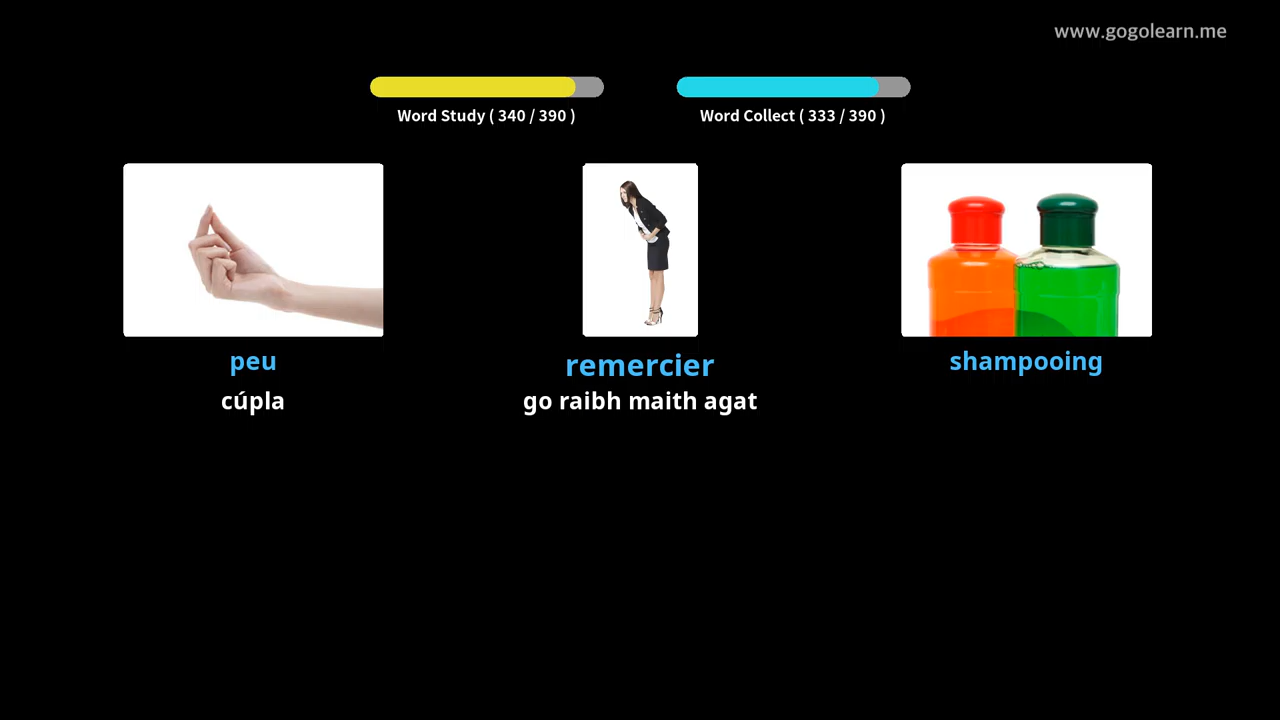 www.gogolearn.me
Word Study ( 340 / 390 )
Word Collect ( 333 / 390 )
peu
remercier
shampooing
cúpla
go raibh maith agat